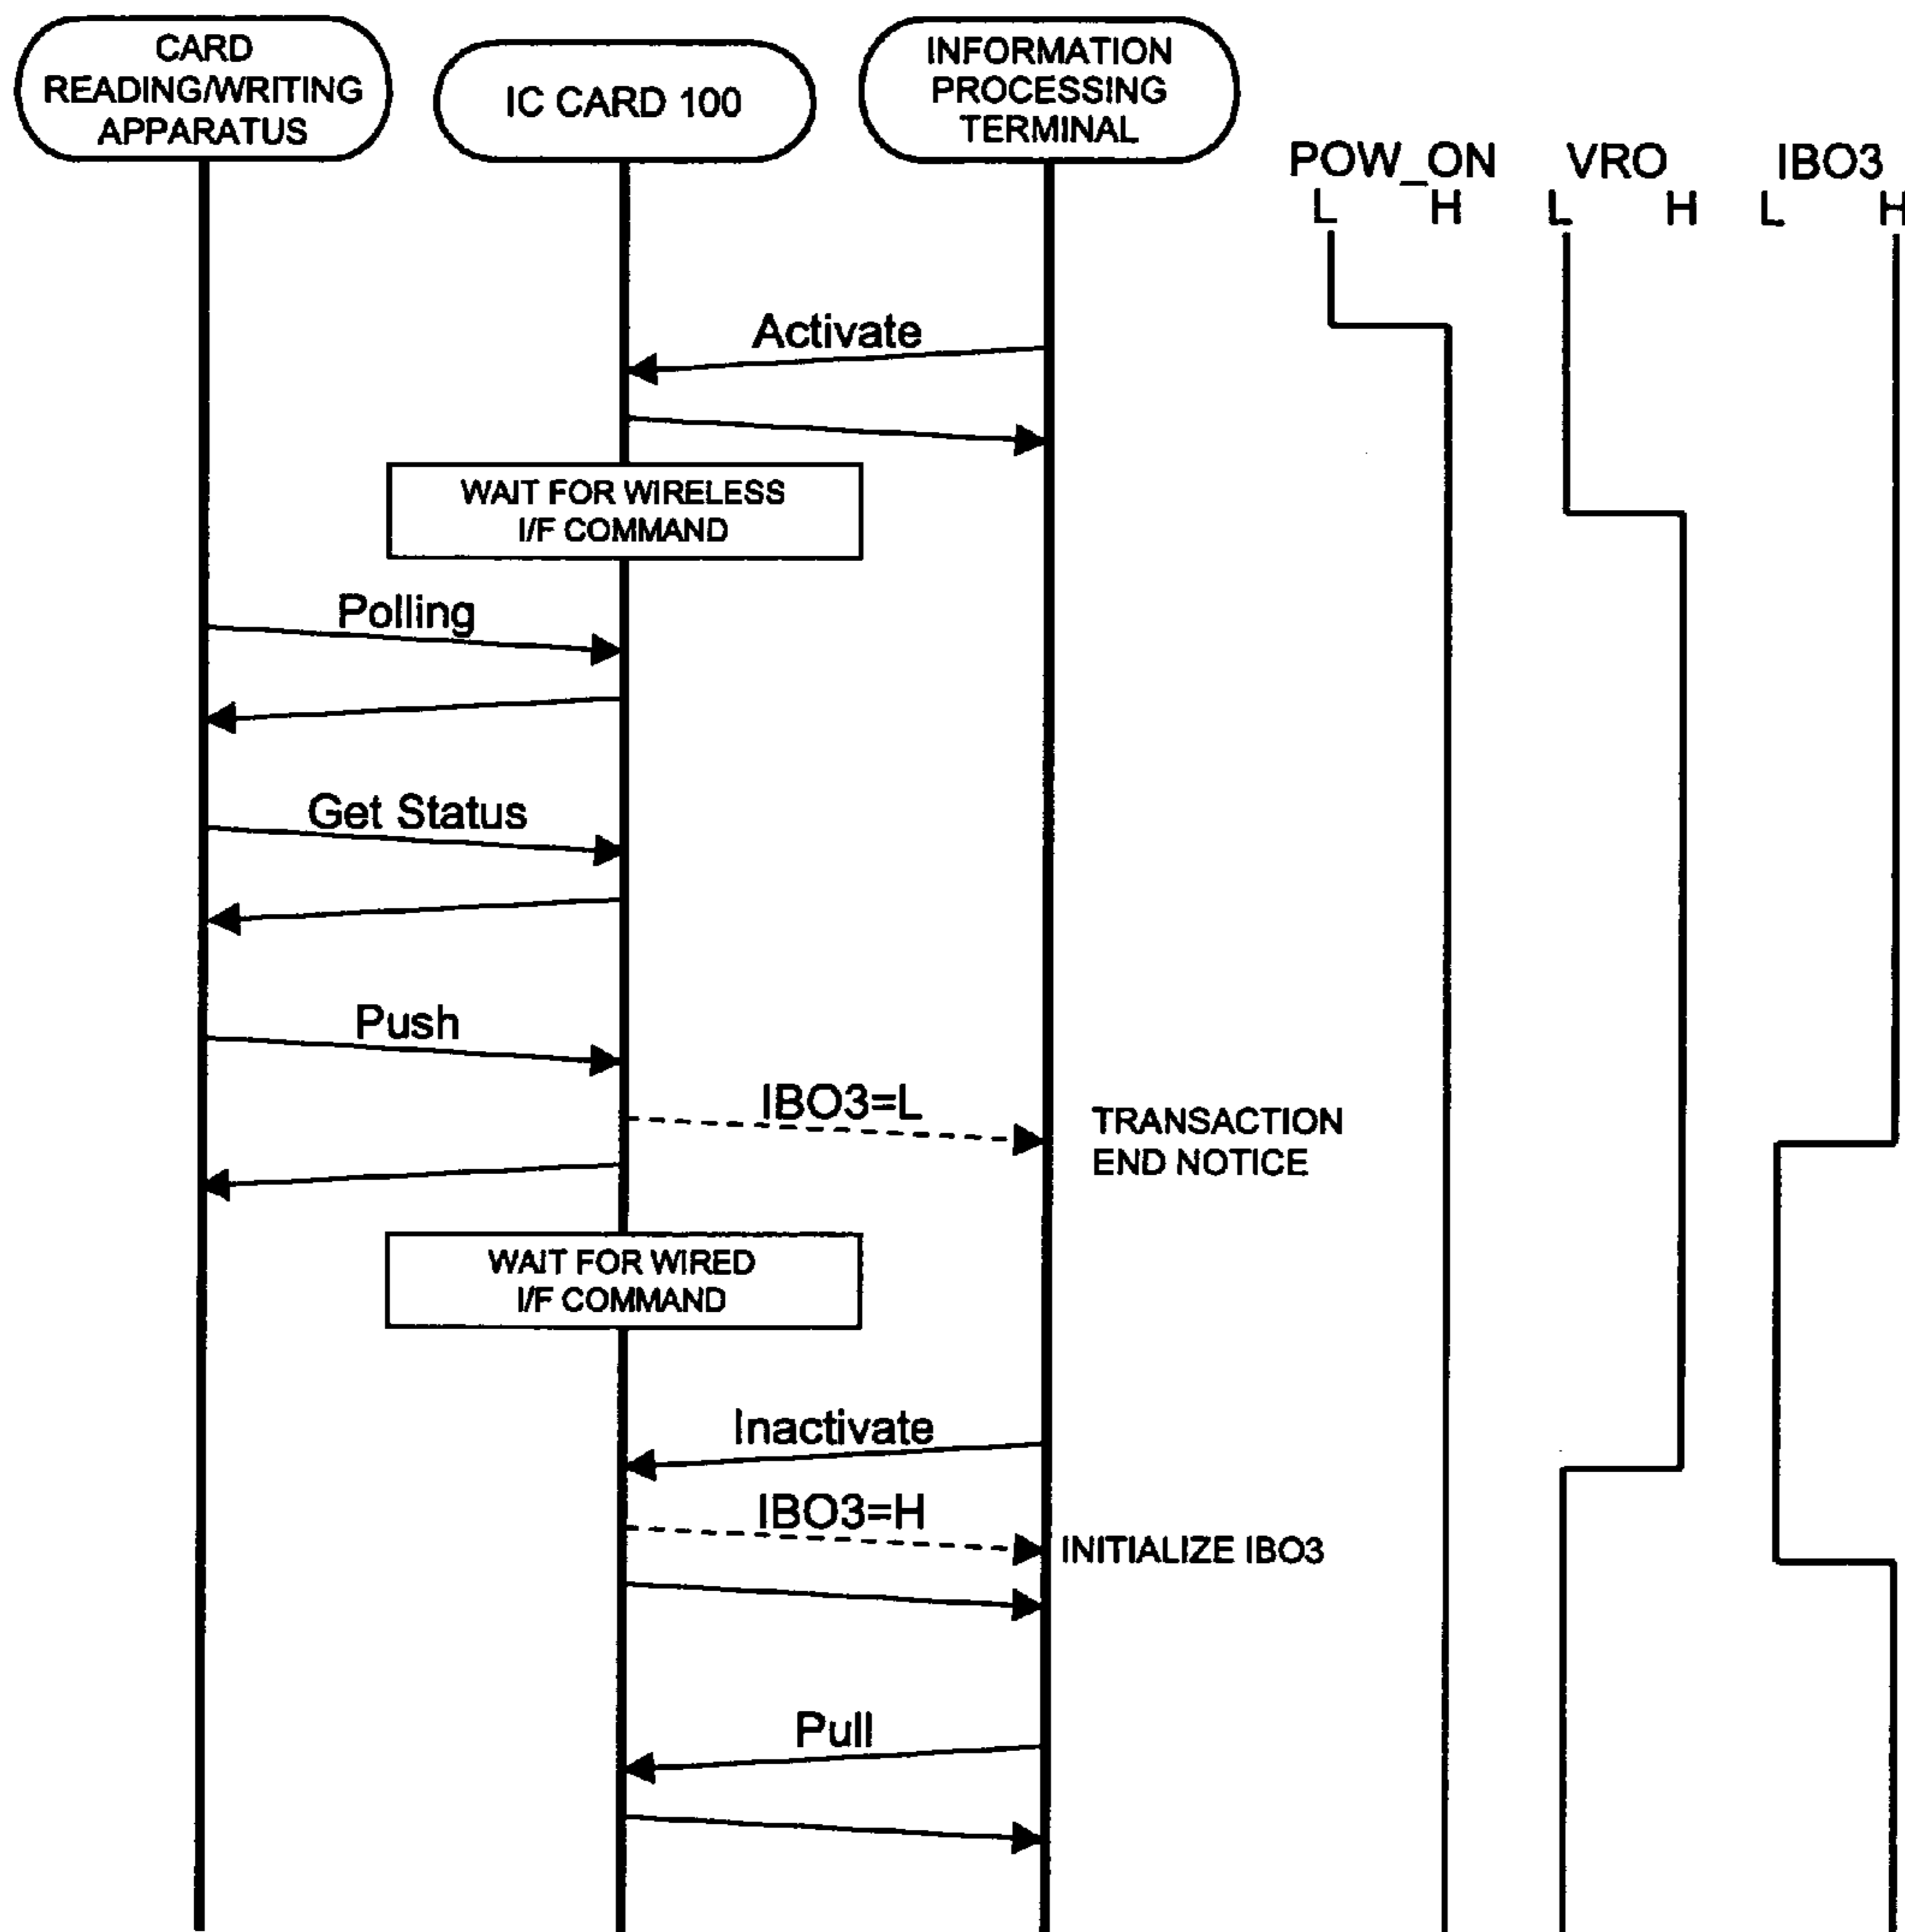 CARD
READING/WRITING
APPARATUS
IC CARD 100
INFORMATION
PROCESSING
TERMINAL
POW_ON
VRO
IBO3
L H
L H
L H
Activate
WAIT FOR WIRELESS
I/F COMMAND
Polling
Get Status
Push
IBO3=L
TRANSACTION
END NOTICE
WAIT FOR WIRED
I/F COMMAND
Inactivate
IBO3=H
INITIALIZE IBO3
Pull